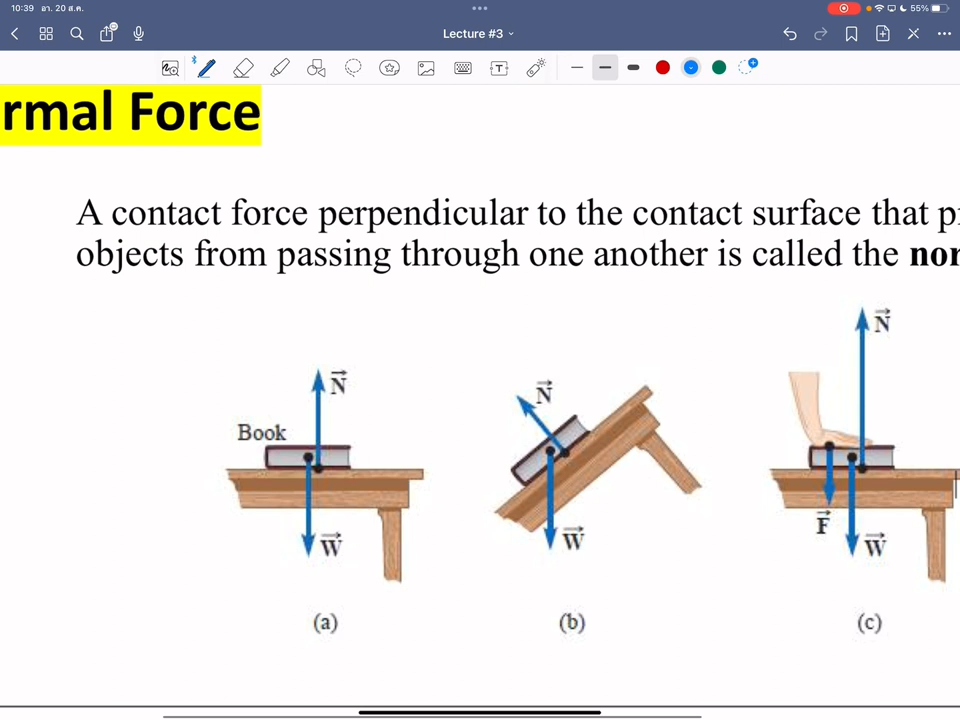 10:39 อา. 20 ส.ค.
55%
Lecture #3
rmal Force
A contact force perpendicular to the contact surface that
objects from passing through one another is called the
N
N
N
Book
F
W
W
W
(a)
(b)
(c)